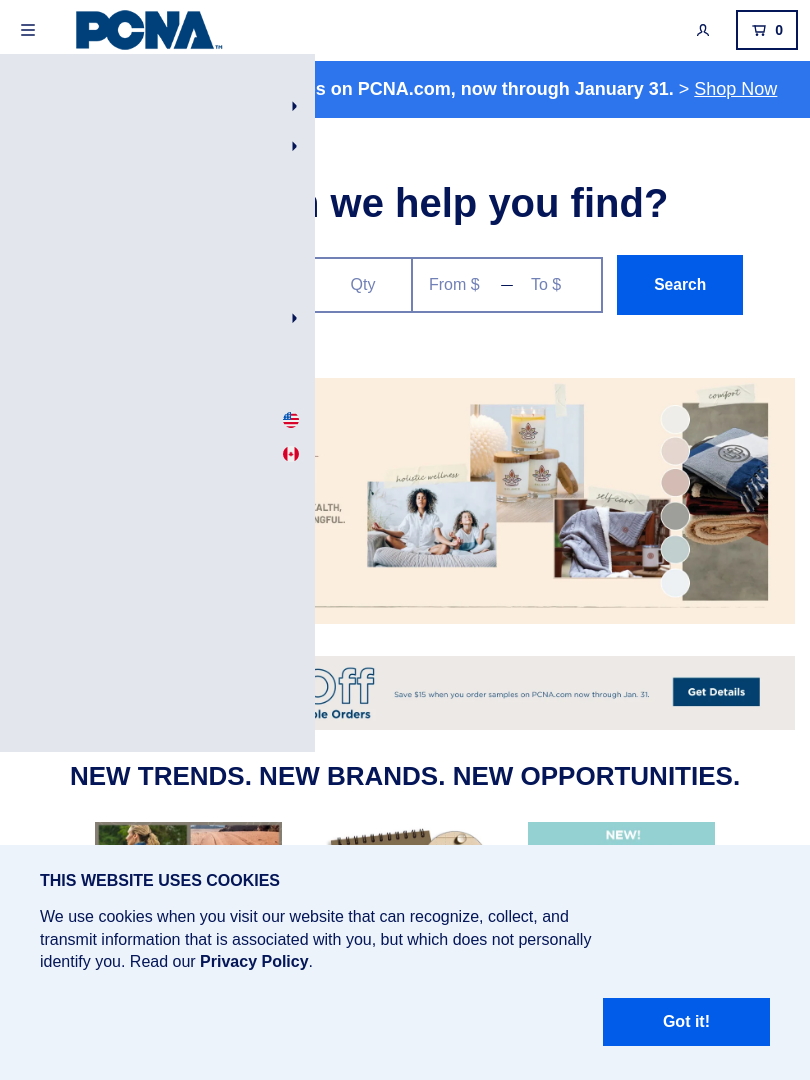 PCNA™
0
s on PCNA.com, now through January 31. > Shop Now
we help you find?
Qty
From $
—
To $
Search
holistic wellness
self care
comfort
EALTH,
NGFUL.
Off
ple Orders
Save $15 when you order samples on PCNA.com now through Jan. 31.
Get Details
NEW TRENDS. NEW BRANDS. NEW OPPORTUNITIES.
NEW!
THIS WEBSITE USES COOKIES
We use cookies when you visit our website that can recognize, collect, and
transmit information that is associated with you, but which does not personally
identify you. Read our Privacy Policy.
Got it!